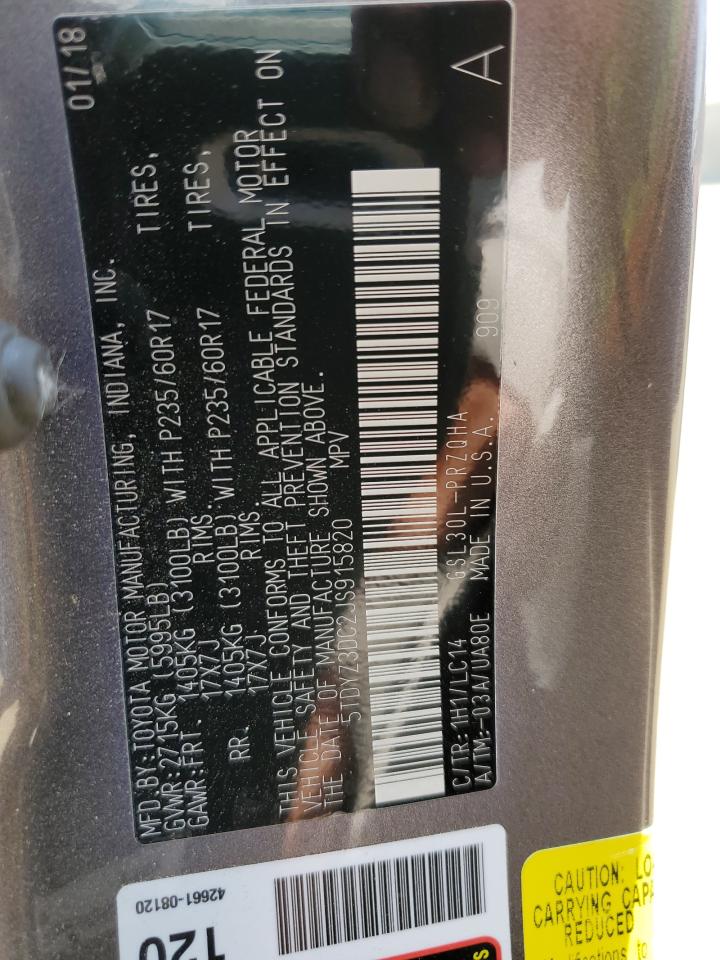 MFD.BY:TOYOTA MOTOR MANUFACTURING, INDIANA, INC. 01/18
GVWR:2715KG (5995LB)
GAWR:FRT. 1405KG (3100LB) WITH P235/60R17 TIRES,
17X7J RIMS
RR. 1405KG (3100LB) WITH P235/60R17 TIRES,
17X7J RIMS
THIS VEHICLE CONFORMS TO ALL APPLICABLE FEDERAL MOTOR
VEHICLE SAFETY AND THEFT PREVENTION STANDARDS IN EFFECT ON
THE DATE OF MANUFACTURE SHOWN ABOVE.
5TDYZ3DC2JS915820 MPV
C/TR:1H1/LC14 GSL30L-PRZQHA A
A/TM:-03A/UA80E MADE IN U.S.A. 909
42661-08120
120
CAUTION:
CARRYING
REDUCED
to